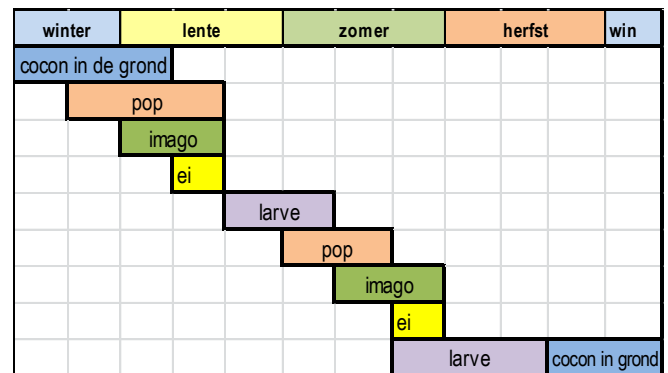 winter lente zomer herfst win
cocon in de grond
pop
imago
ei
larve
pop
imago
ei
larve cocon in grond